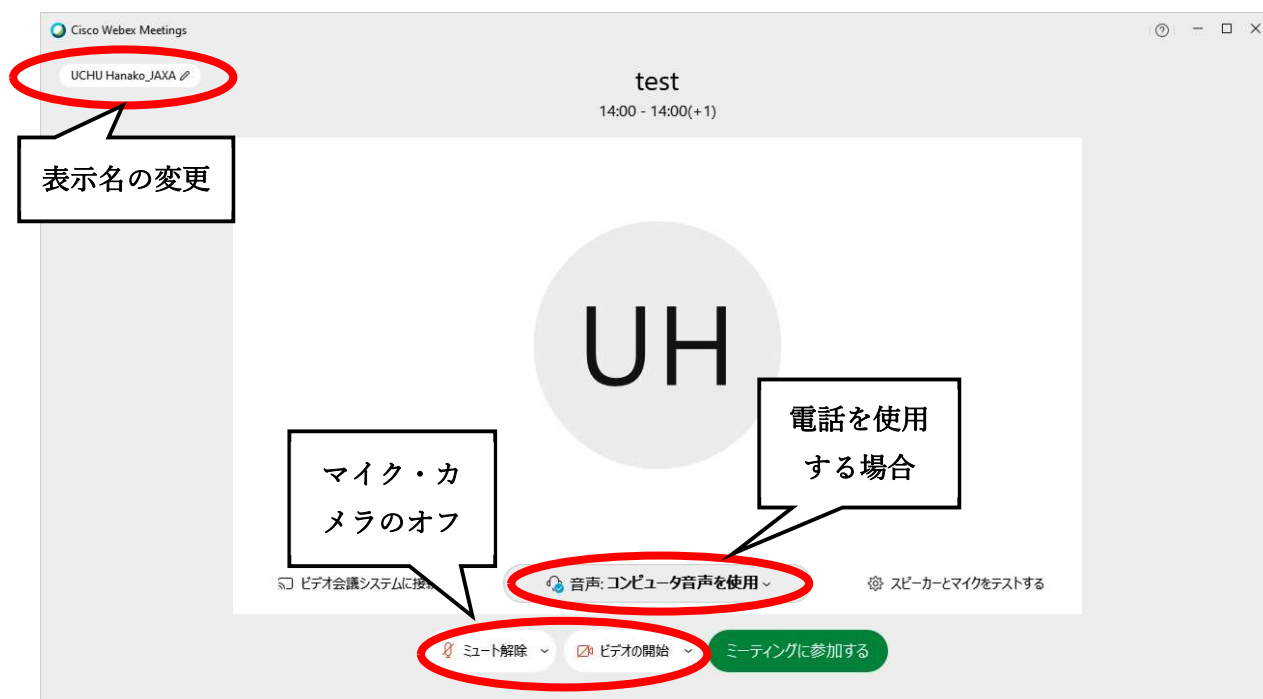 Cisco Webex Meetings
UCHU Hanako_JAXA
test
14:00 - 14:00(+1)
表示名の変更
UH
電話を使用
する場合
マイク・カ
メラのオフ
ビデオ会議システムに接
音声: コンピュータ音声を使用
スピーカーとマイクをテストする
ミュート解除
ビデオの開始
ミーティングに参加する